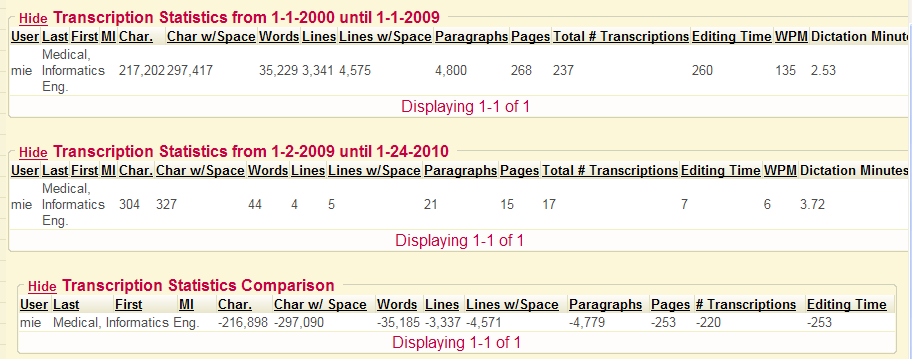 Hide Transcription Statistics from 1-1-2000 until 1-1-2009
User Last First MI Char. Char w/Space Words Lines Lines w/Space Paragraphs Pages Total # Transcriptions Editing Time WPM Dictation Minut
Medical,
mie Informatics 217,202 297,417 35,229 3,341 4,575 4,800 268 237 260 135 2.53
Eng.
Displaying 1-1 of 1
Hide Transcription Statistics from 1-2-2009 until 1-24-2010
User Last First MI Char. Char w/Space Words Lines Lines w/Space Paragraphs Pages Total # Transcriptions Editing Time WPM Dictation Minutes
Medical,
mie Informatics 304 327 44 4 5 21 15 17 7 6 3.72
Eng.
Displaying 1-1 of 1
Hide Transcription Statistics Comparison
User Last First MI Char. Char w/ Space Words Lines Lines w/Space Paragraphs Pages # Transcriptions Editing Time
mie Medical, Informatics Eng. -216,898 -297,090 -35,185 -3,337 -4,571 -4,779 -253 -220 -253
Displaying 1-1 of 1